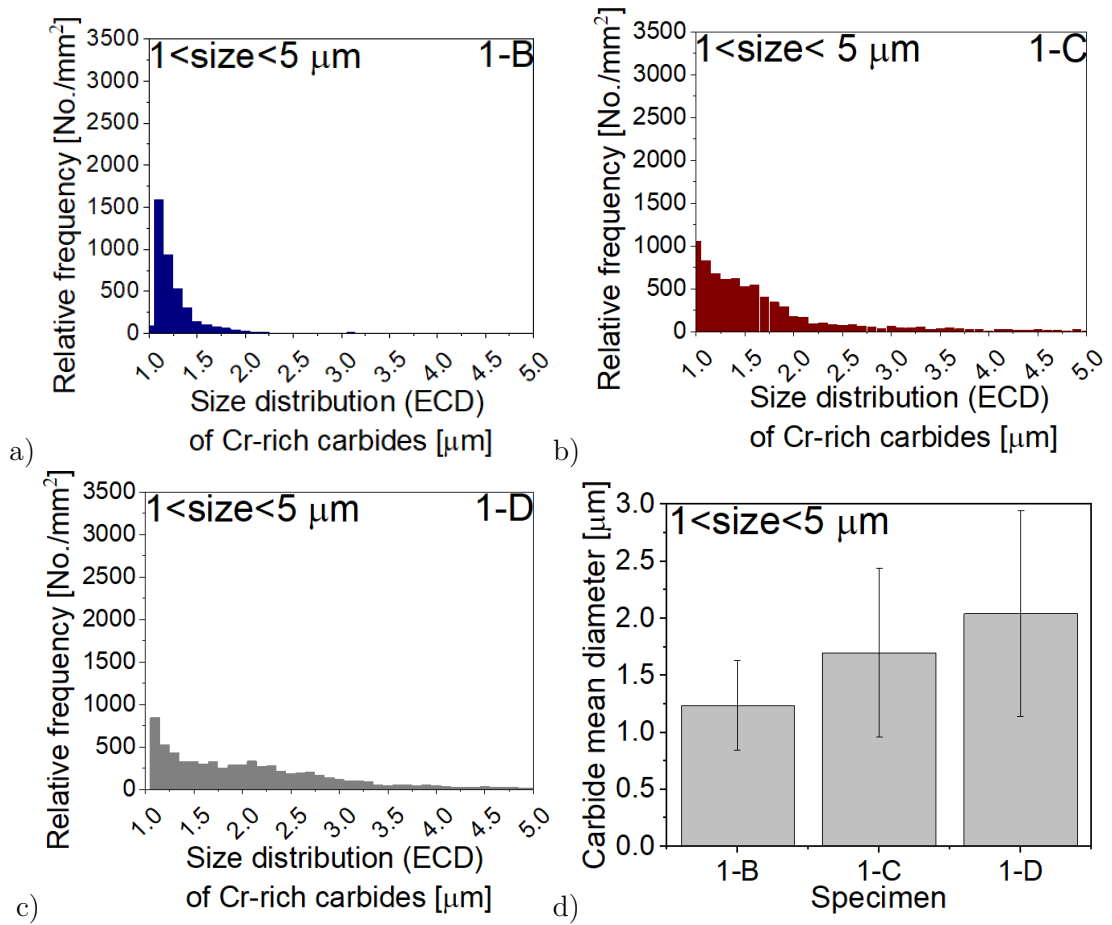 1<size<5 μm 1-B
Relative frequency [No./mm²]
3500
3000
2500
2000
1500
1000
500
0
1.0 1.5 2.0 2.5 3.0 3.5 4.0 4.5 5.0
Size distribution (ECD)
of Cr-rich carbides [μm]
a)
1<size< 5 μm 1-C
Relative frequency [No./mm²]
3500
3000
2500
2000
1500
1000
500
0
1.0 1.5 2.0 2.5 3.0 3.5 4.0 4.5 5.0
Size distribution (ECD)
of Cr-rich carbides [μm]
b)
1<size<5 μm 1-D
Relative frequency [No./mm²]
3500
3000
2500
2000
1500
1000
500
0
1.0 1.5 2.0 2.5 3.0 3.5 4.0 4.5 5.0
Size distribution (ECD)
of Cr-rich carbides [μm]
c)
1<size<5 μm
Carbide mean diameter [μm]
3.0
2.5
2.0
1.5
1.0
0.5
0.0
1-B 1-C 1-D
Specimen
d)